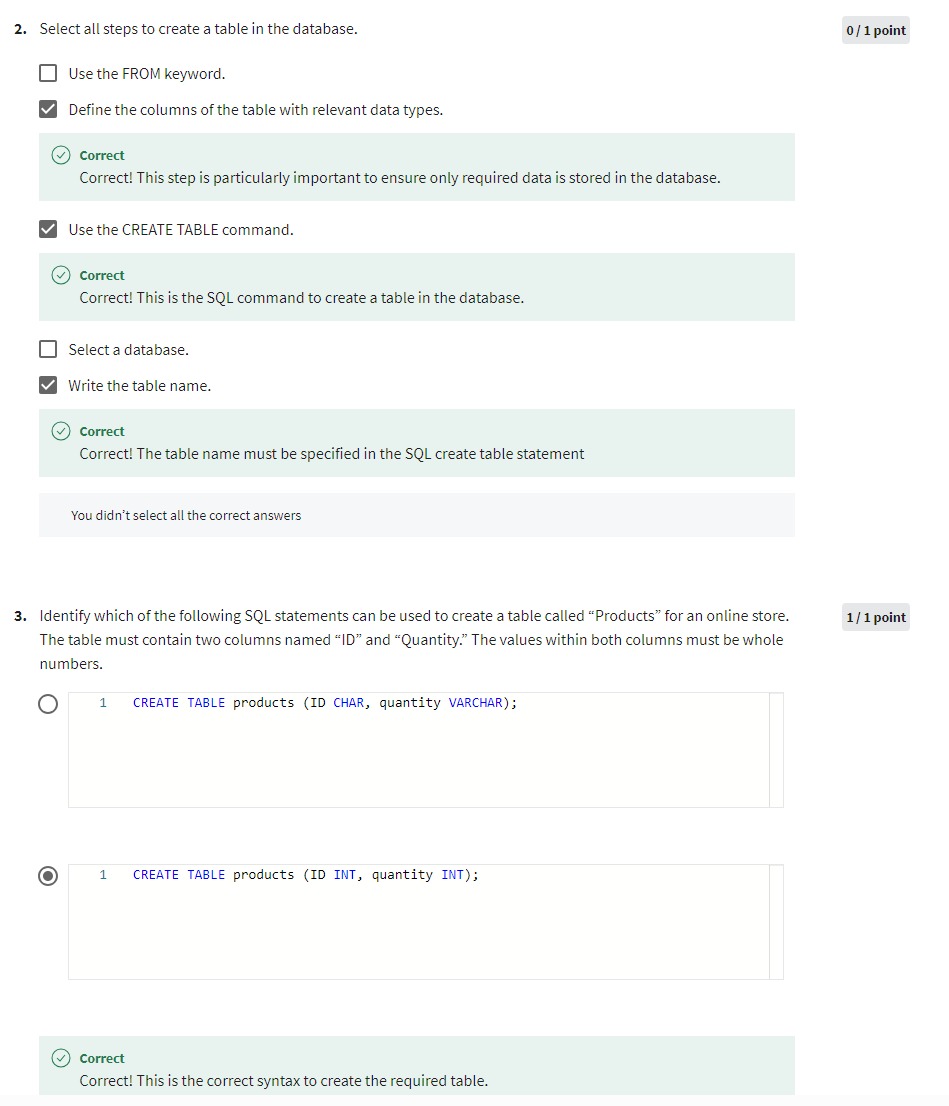 2. Select all steps to create a table in the database.
0 / 1 point
Use the FROM keyword.
Define the columns of the table with relevant data types.
Correct
Correct! This step is particularly important to ensure only required data is stored in the database.
Use the CREATE TABLE command.
Correct
Correct! This is the SQL command to create a table in the database.
Select a database.
Write the table name.
Correct
Correct! The table name must be specified in the SQL create table statement
You didn’t select all the correct answers
3. Identify which of the following SQL statements can be used to create a table called “Products” for an online store.
The table must contain two columns named “ID” and “Quantity.” The values within both columns must be whole
numbers.
1 / 1 point
1 CREATE TABLE products (ID CHAR, quantity VARCHAR);
1 CREATE TABLE products (ID INT, quantity INT);
Correct
Correct! This is the correct syntax to create the required table.